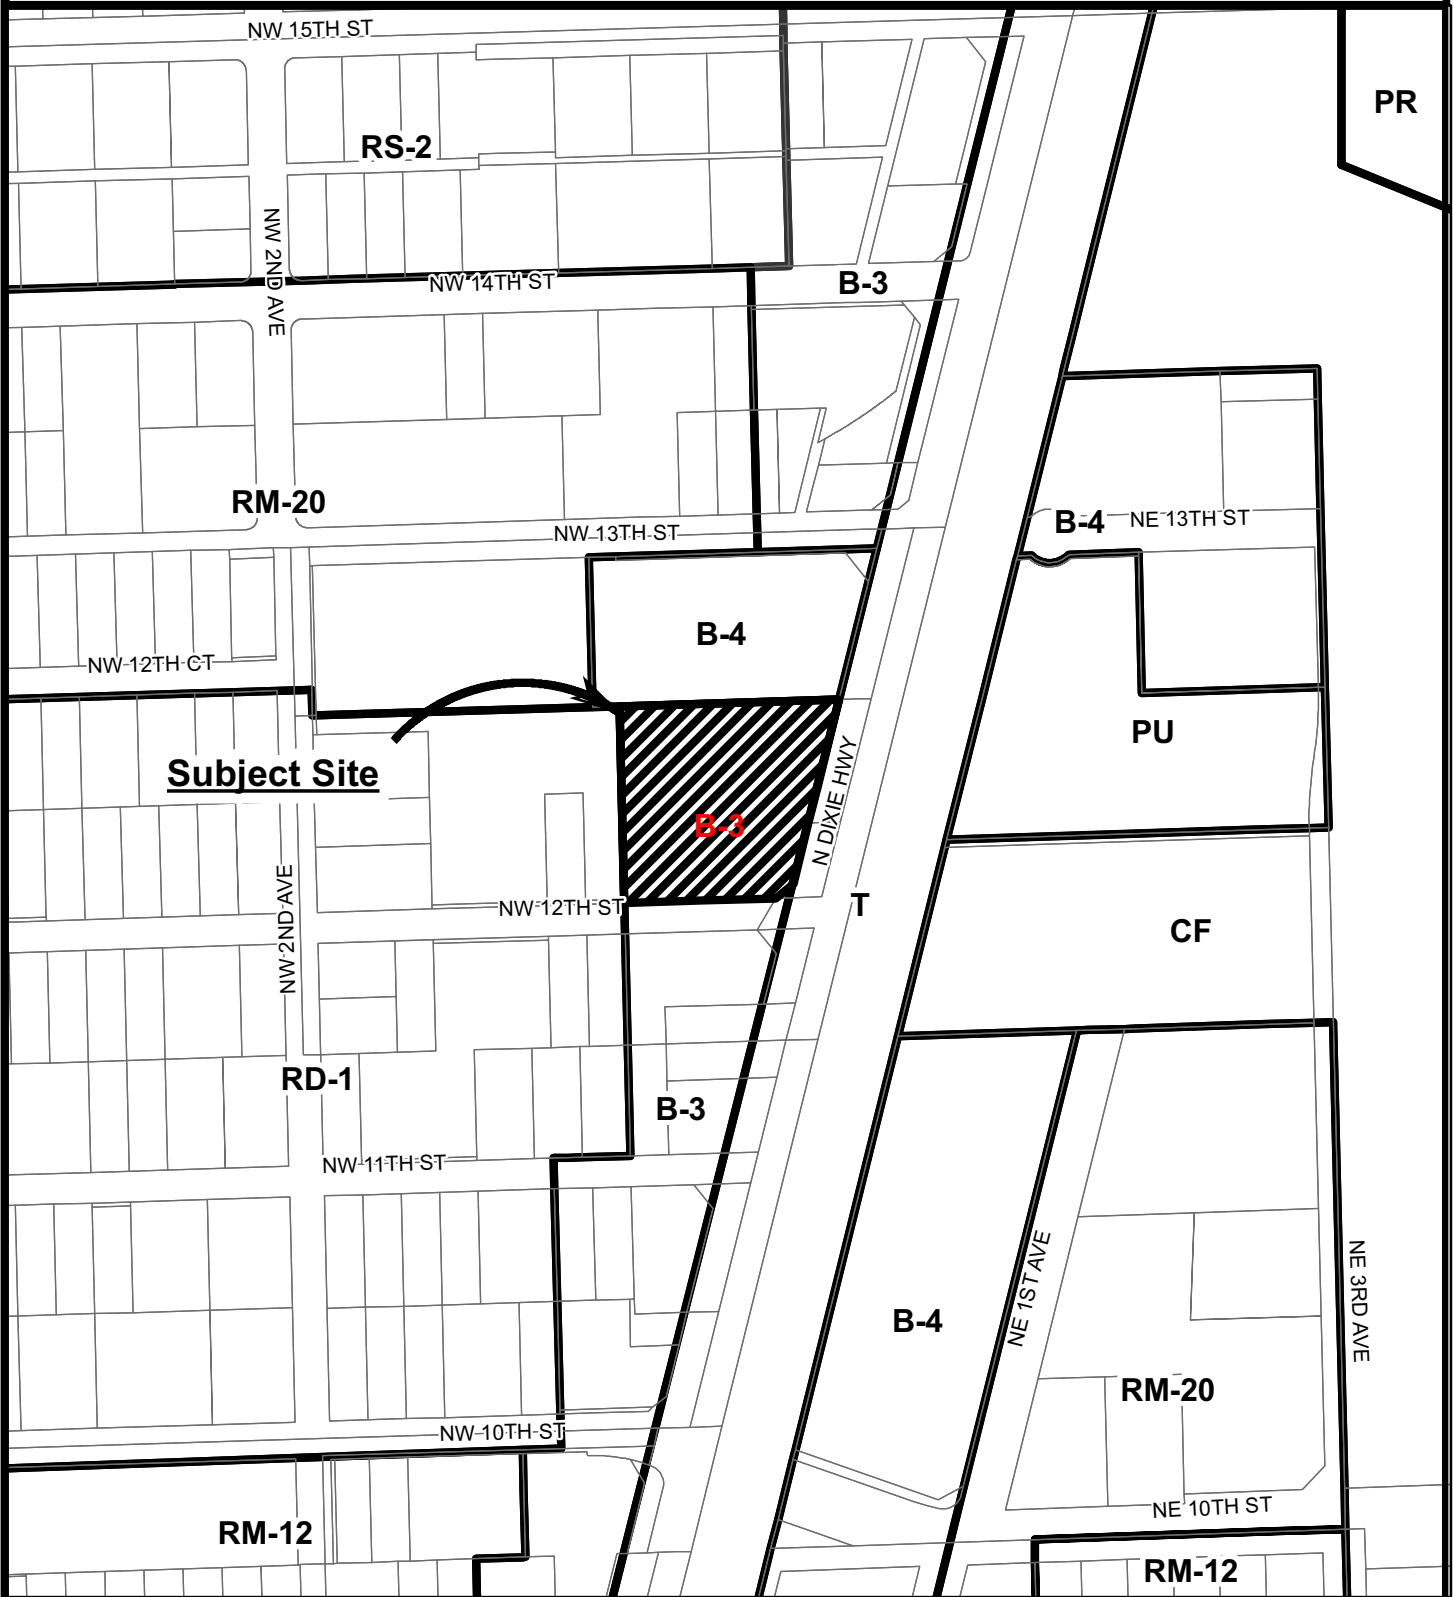 NW 15TH ST
PR
RS-2
NW 2ND AVE
NW 14TH ST
B-3
RM-20
NW 13TH ST
B-4
NE 13TH ST
B-4
NW 12TH CT
PU
Subject Site
B-3
N DIXIE HWY
NW 2ND AVE
NW 12TH ST
T
CF
RD-1
B-3
NW 11TH ST
NE 1ST AVE
NE 3RD AVE
B-4
RM-20
NW 10TH ST
NE 10TH ST
RM-12
RM-12